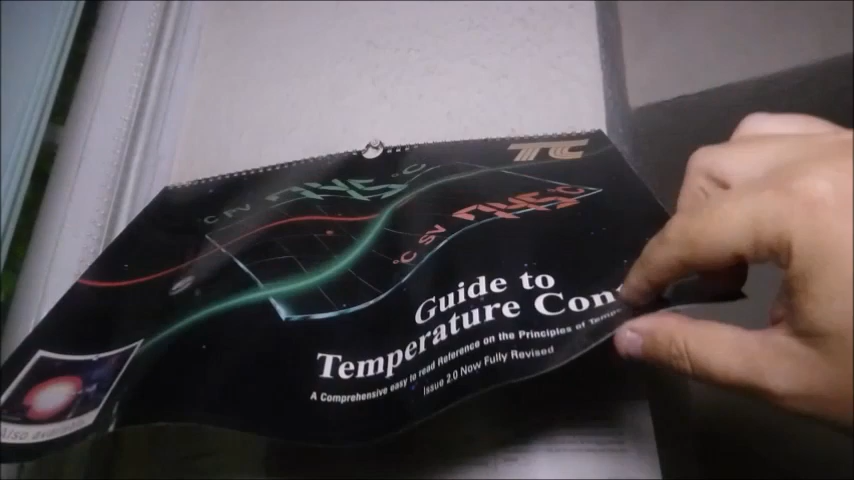 TC
°C
°C PV
°C SV
°C
Guide to
Temperature Con
A Comprehensive easy to read Reference on the Principles of Temp
Issue 2.0 Now Fully Revised
Also